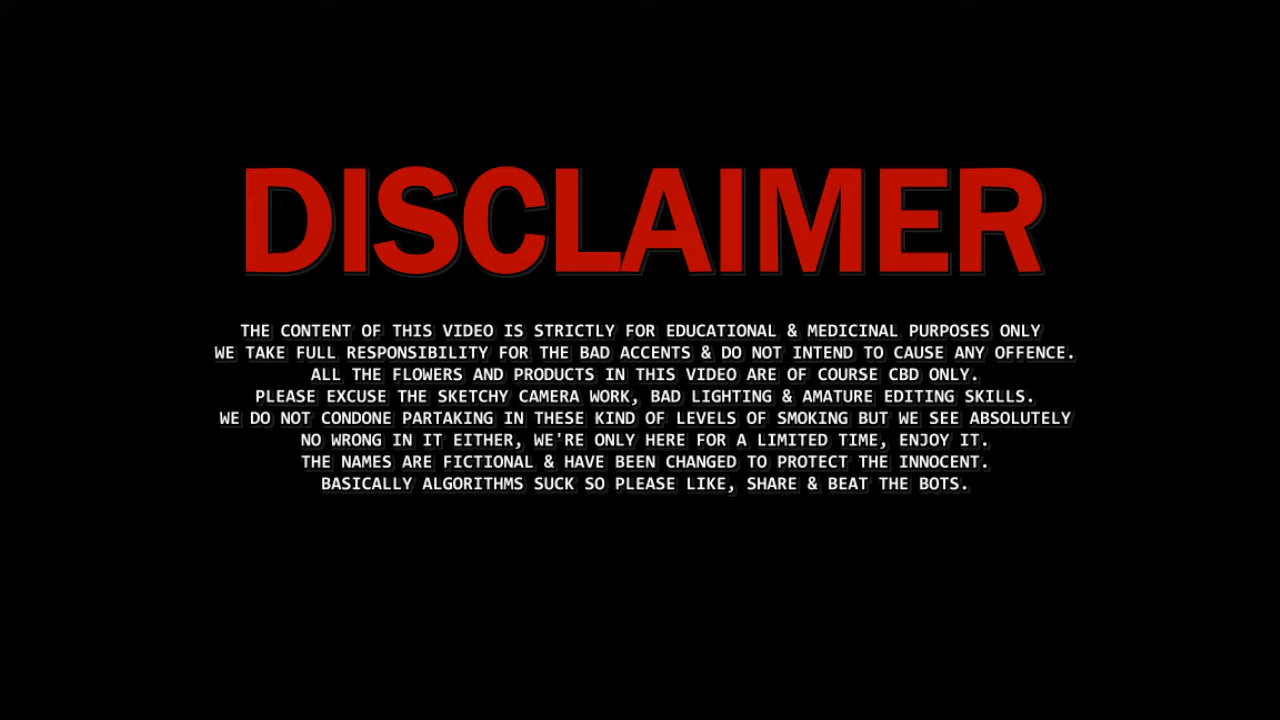 DISCLAIMER
THE CONTENT OF THIS VIDEO IS STRICTLY FOR EDUCATIONAL & MEDICINAL PURPOSES ONLY
WE TAKE FULL RESPONSIBILITY FOR THE BAD ACCENTS & DO NOT INTEND TO CAUSE ANY OFFENCE.
ALL THE FLOWERS AND PRODUCTS IN THIS VIDEO ARE OF COURSE CBD ONLY.
PLEASE EXCUSE THE SKETCHY CAMERA WORK, BAD LIGHTING & AMATURE EDITING SKILLS.
WE DO NOT CONDONE PARTAKING IN THESE KIND OF LEVELS OF SMOKING BUT WE SEE ABSOLUTELY
NO WRONG IN IT EITHER, WE'RE ONLY HERE FOR A LIMITED TIME, ENJOY IT.
THE NAMES ARE FICTIONAL & HAVE BEEN CHANGED TO PROTECT THE INNOCENT.
BASICALLY ALGORITHMS SUCK SO PLEASE LIKE, SHARE & BEAT THE BOTS.